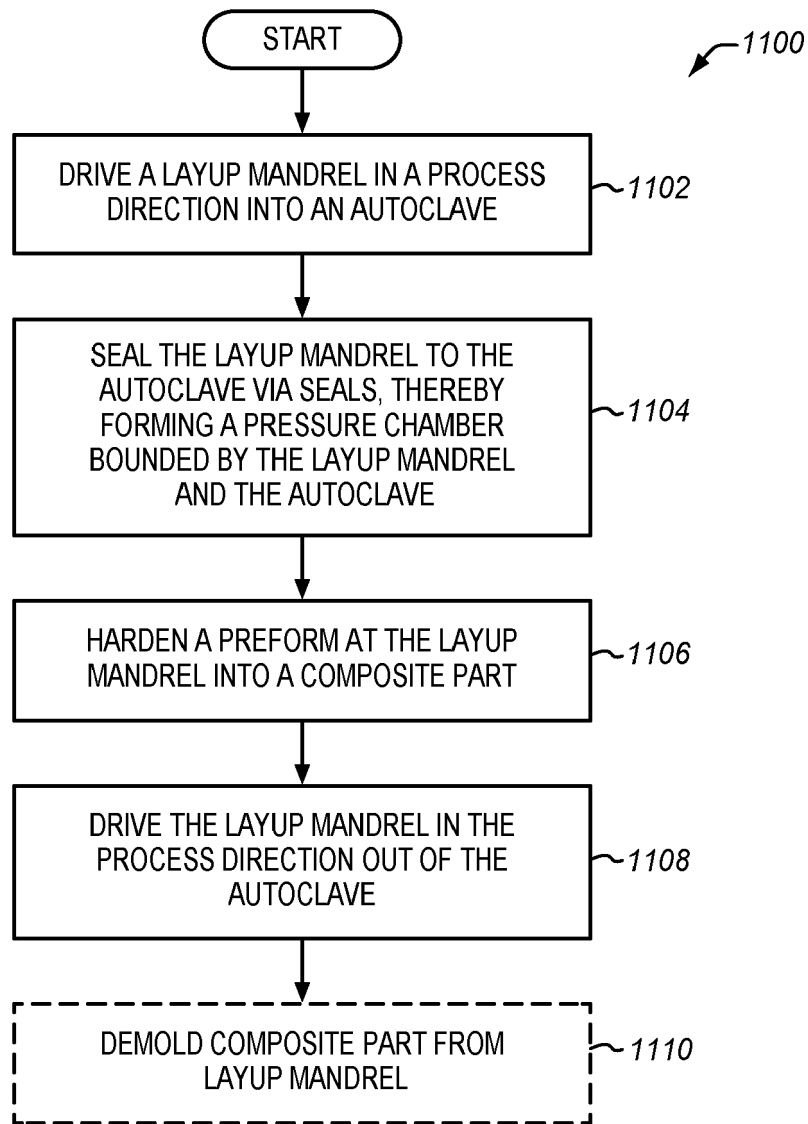 START
1100
DRIVE A LAYUP MANDREL IN A PROCESS
DIRECTION INTO AN AUTOCLAVE
1102
SEAL THE LAYUP MANDREL TO THE
AUTOCLAVE VIA SEALS, THEREBY
FORMING A PRESSURE CHAMBER
BOUNDED BY THE LAYUP MANDREL
AND THE AUTOCLAVE
1104
HARDEN A PREFORM AT THE LAYUP
MANDREL INTO A COMPOSITE PART
1106
DRIVE THE LAYUP MANDREL IN THE
PROCESS DIRECTION OUT OF THE
AUTOCLAVE
1108
DEMOLD COMPOSITE PART FROM
LAYUP MANDREL
1110